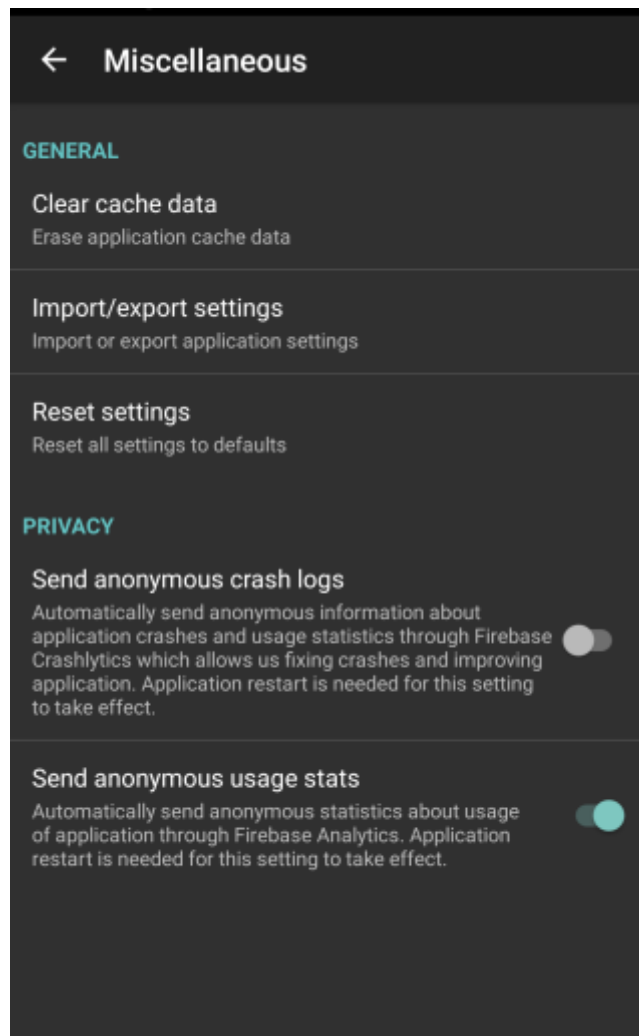 Miscellaneous
GENERAL
Clear cache data
Erase application cache data
Import/export settings
Import or export application settings
Reset settings
Reset all settings to defaults
PRIVACY
Send anonymous crash logs
Automatically send anonymous information about
application crashes and usage statistics through Firebase
Crashlytics which allows us fixing crashes and improving
application. Application restart is needed for this setting
to take effect.
Send anonymous usage stats
Automatically send anonymous statistics about usage
of application through Firebase Analytics. Application
restart is needed for this setting to take effect.